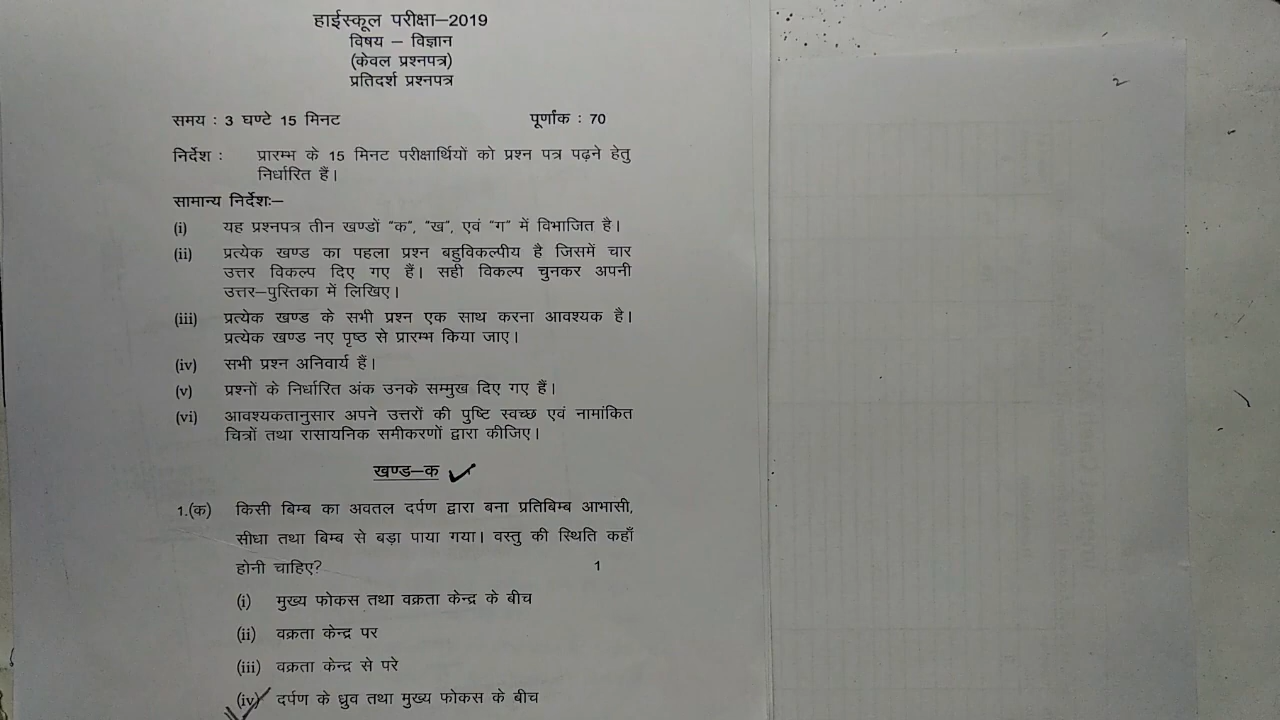 हाईस्कूल परीक्षा–2019
विषय – विज्ञान
(केवल प्रश्नपत्र)
प्रतिदर्श प्रश्नपत्र
समय : 3 घण्टे 15 मिनट पूर्णांक : 70
निर्देश : प्रारम्भ के 15 मिनट परीक्षार्थियों को प्रश्न पत्र पढ़ने हेतु
निर्धारित हैं।
सामान्य निर्देशः–
(i) यह प्रश्नपत्र तीन खण्डों "क", "ख", एवं "ग" में विभाजित है।
(ii) प्रत्येक खण्ड का पहला प्रश्न बहुविकल्पीय है जिसमें चार
उत्तर विकल्प दिए गए हैं। सही विकल्प चुनकर अपनी
उत्तर–पुस्तिका में लिखिए।
(iii) प्रत्येक खण्ड के सभी प्रश्न एक साथ करना आवश्यक है।
प्रत्येक खण्ड नए पृष्ठ से प्रारम्भ किया जाए।
(iv) सभी प्रश्न अनिवार्य हैं।
(v) प्रश्नों के निर्धारित अंक उनके सम्मुख दिए गए हैं।
(vi) आवश्यकतानुसार अपने उत्तरों की पुष्टि स्वच्छ एवं नामांकित
चित्रों तथा रासायनिक समीकरणों द्वारा कीजिए।
खण्ड–क
1.(क) किसी बिम्ब का अवतल दर्पण द्वारा बना प्रतिबिम्ब आभासी,
सीधा तथा बिम्ब से बड़ा पाया गया। वस्तु की स्थिति कहाँ
होनी चाहिए? 1
(i) मुख्य फोकस तथा वक्रता केन्द्र के बीच
(ii) वक्रता केन्द्र पर
(iii) वक्रता केन्द्र से परे
(iv) दर्पण के ध्रुव तथा मुख्य फोकस के बीच
2